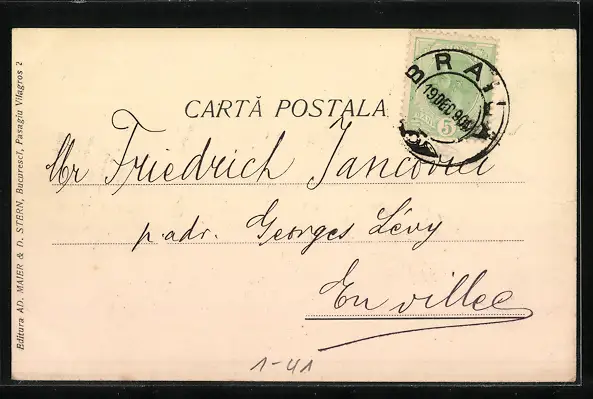 BRAILA
19 DEC 900
5
CARTĂ POSTALA
Mr Friedrich Jancovici
p. adr. Georges Lévy
En ville
1-41
Editura AD. MAIER & D. STERN, Bucuresci, Pasagiu Vilagros 2